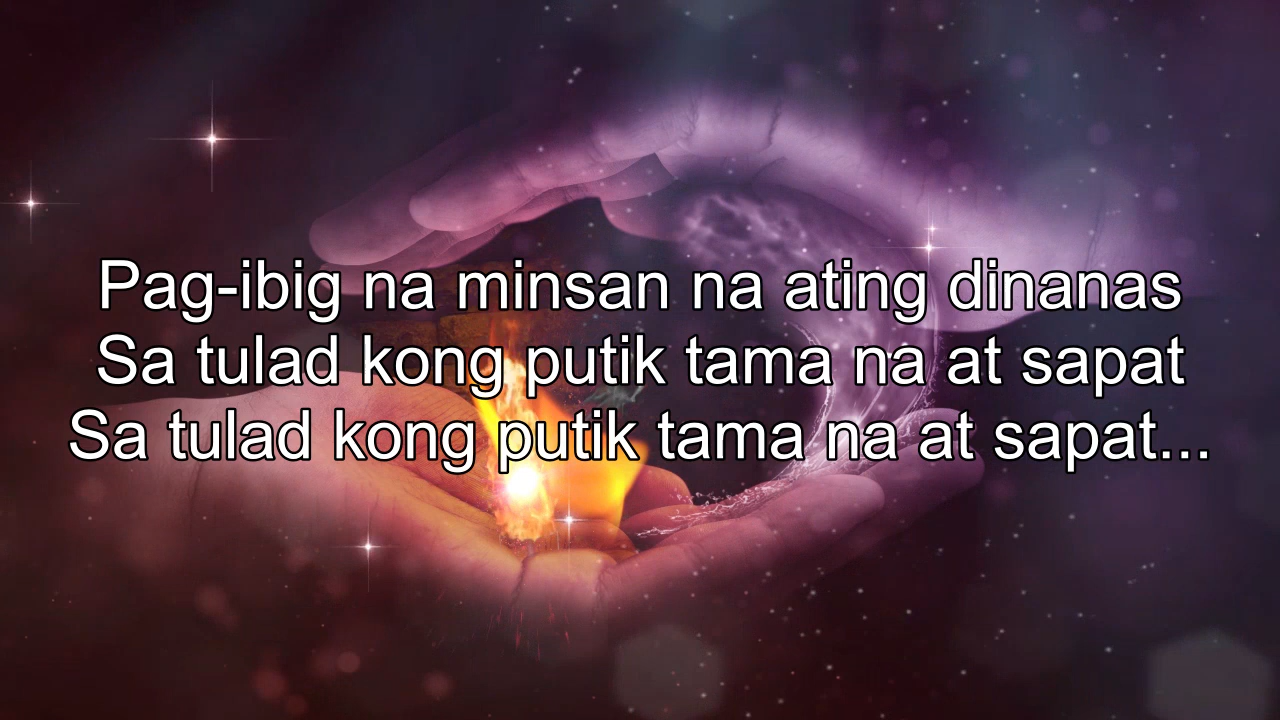 Pag-ibig na minsan na ating dinanas
Sa tulad kong putik tama na at sapat
Sa tulad kong putik tama na at sapat...